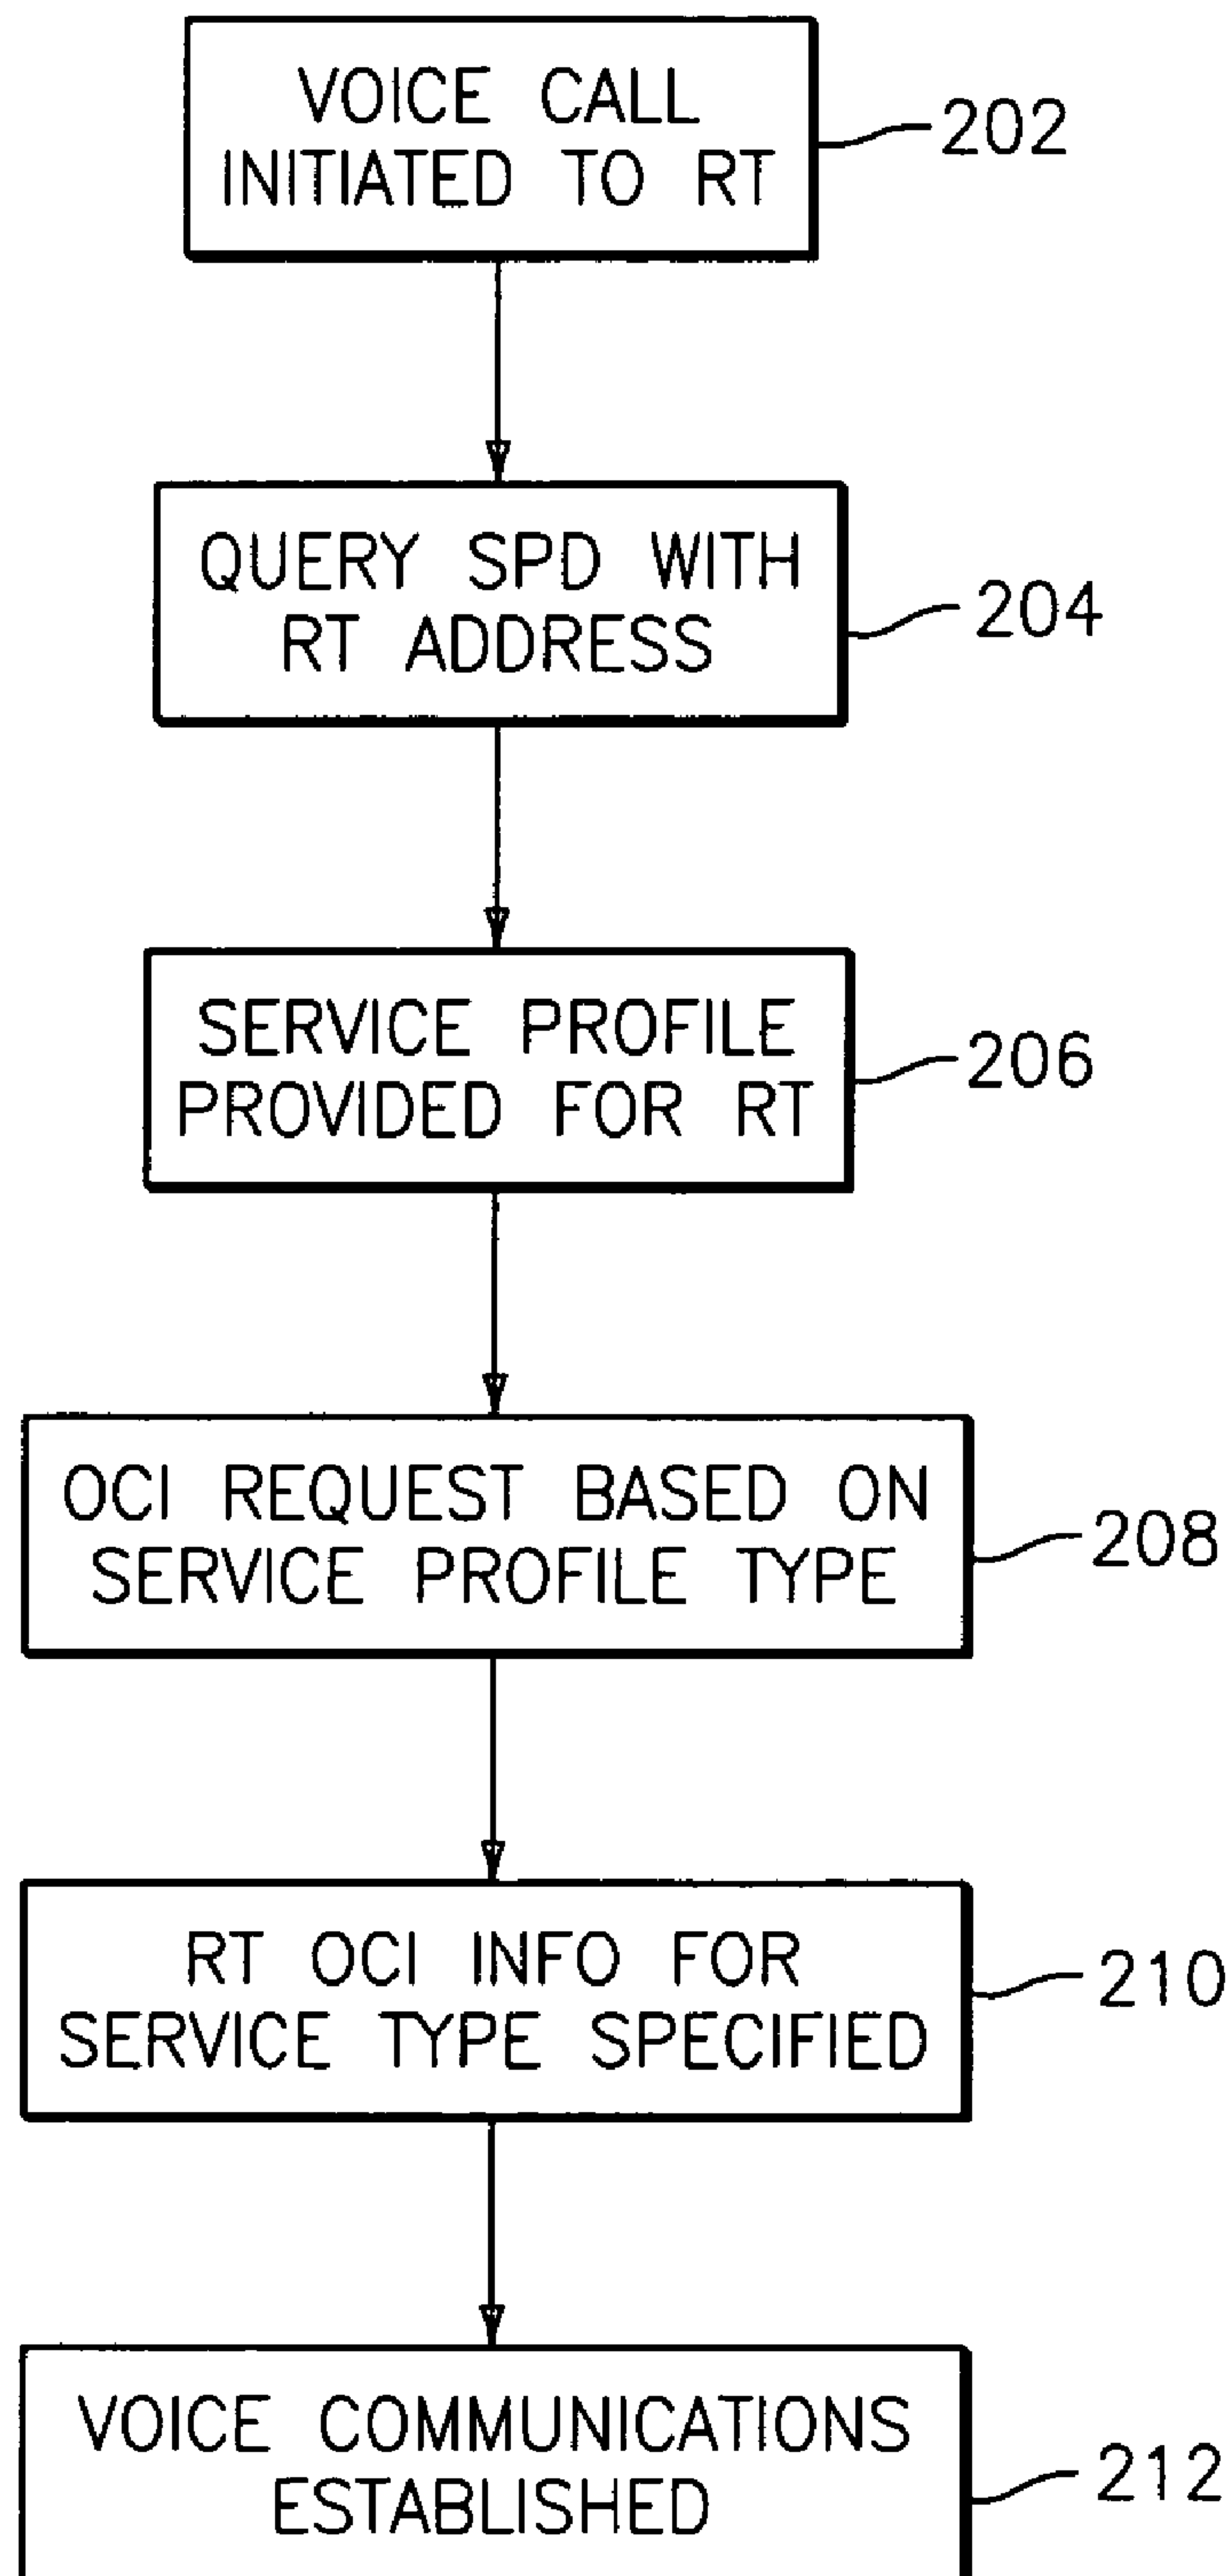 VOICE CALL
INITIATED TO RT
202
QUERY SPD WITH
RT ADDRESS
204
SERVICE PROFILE
PROVIDED FOR RT
206
OCI REQUEST BASED ON
SERVICE PROFILE TYPE
208
RT OCI INFO FOR
SERVICE TYPE SPECIFIED
210
VOICE COMMUNICATIONS
ESTABLISHED
212